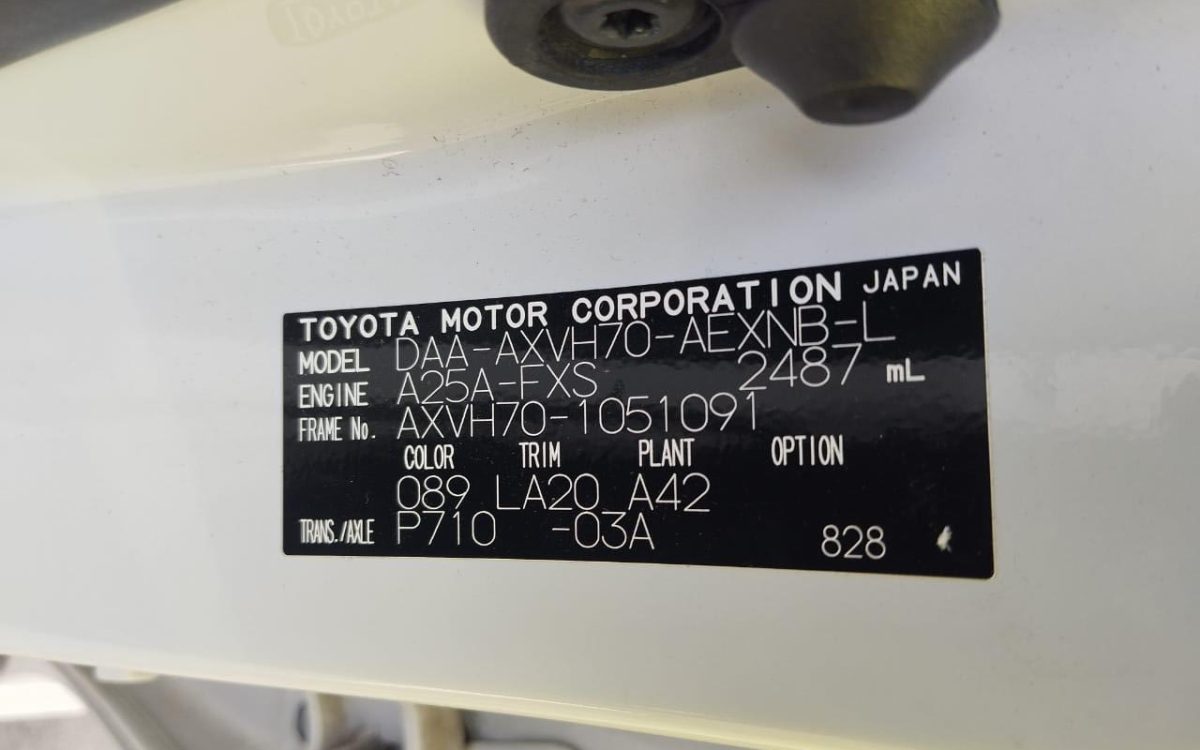 TOYOTA MOTOR CORPORATION JAPAN
MODEL DAA-AXVH70-AEXNB-L
ENGINE A25A-FXS 2487 mL
FRAME No. AXVH70-1051091
COLOR TRIM PLANT OPTION
089 LA20 A42
TRANS./AXLE P710 -03A 828